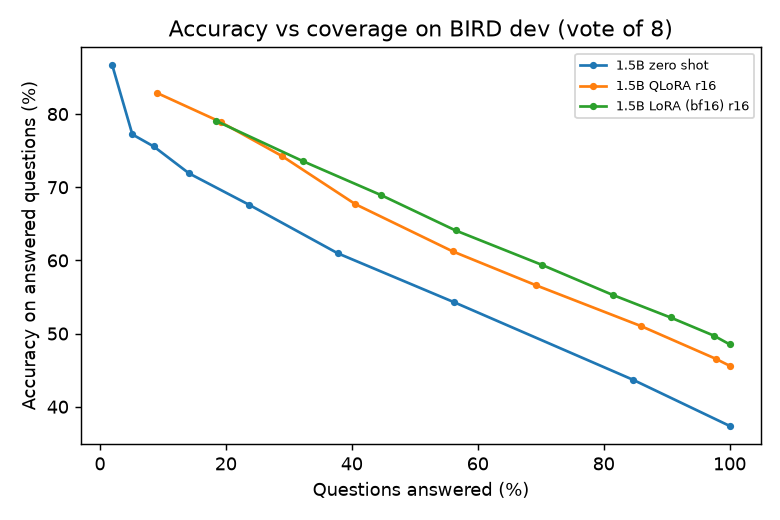 Accuracy vs coverage on BIRD dev (vote of 8)
1.5B zero shot
1.5B QLoRA r16
1.5B LoRA (bf16) r16
Accuracy on answered questions (%)
80
70
60
50
40
0 20 40 60 80 100
Questions answered (%)